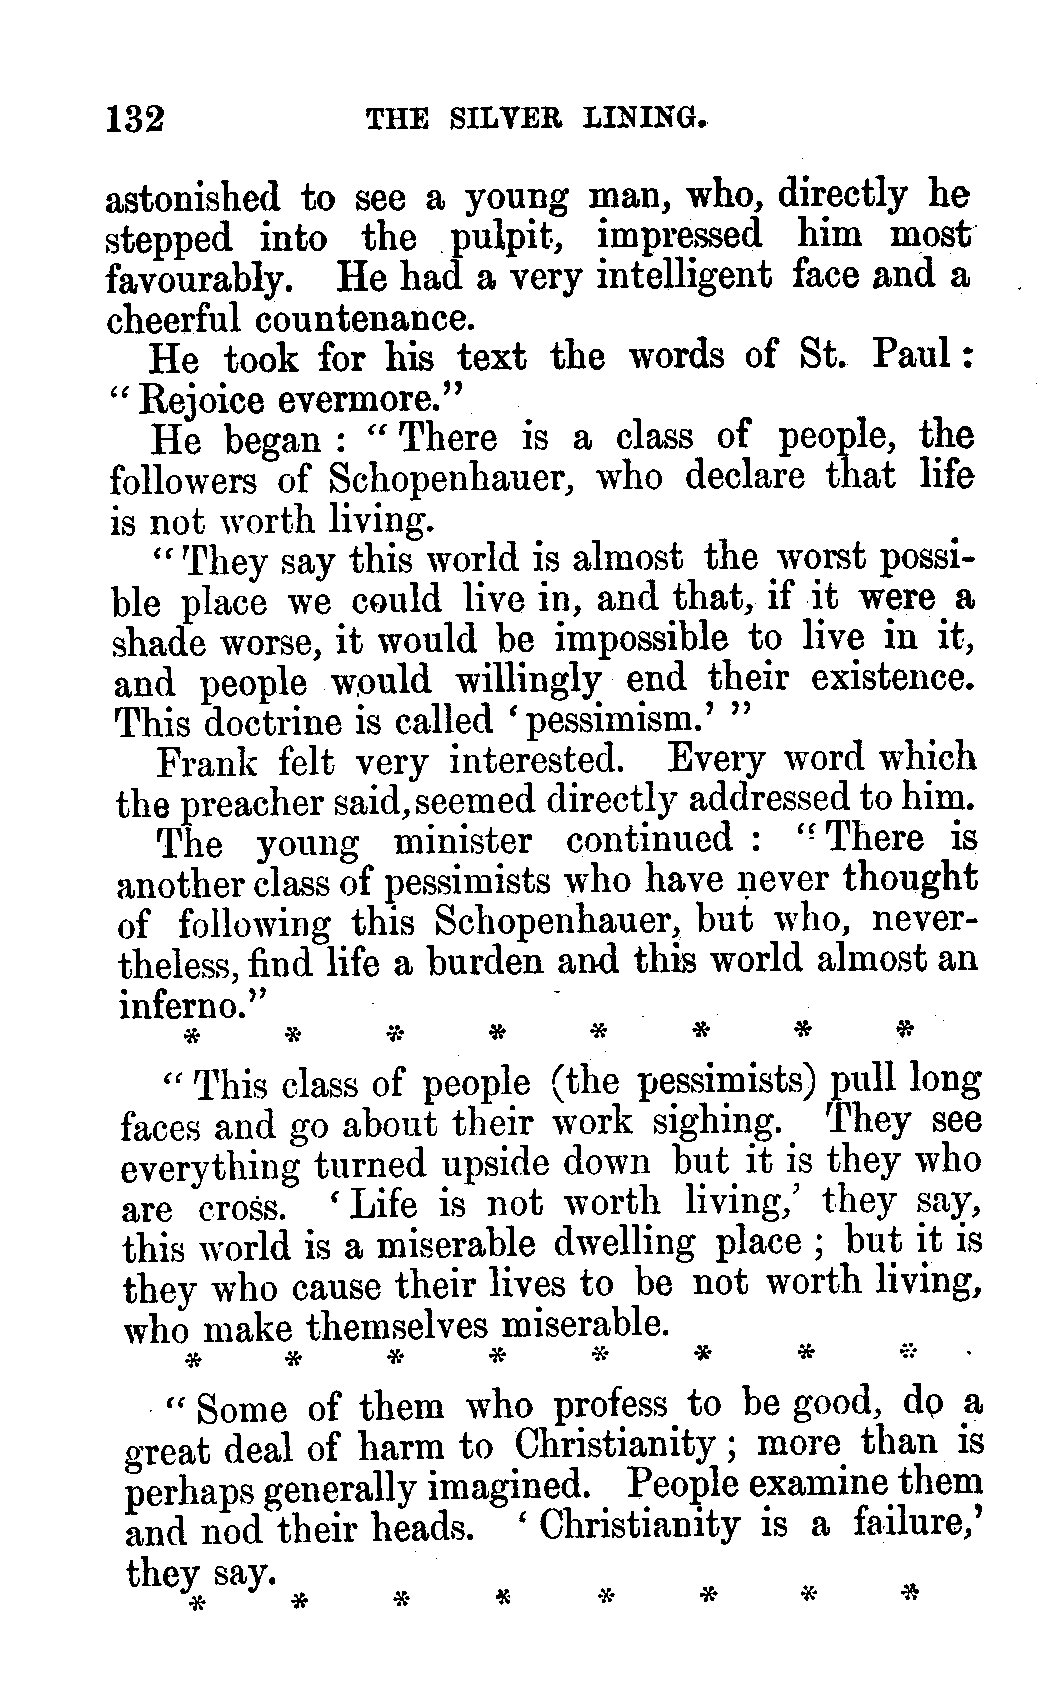 132 THE SILVER LINING.
astonished to see a young man, who, directly he
stepped into the pulpit, impressed him most
favourably. He had a very intelligent face and a
cheerful countenance.
He took for his text the words of St. Paul :
“ Rejoice evermore.”
He began : “ There is a class of people, the
followers of Schopenhauer, who declare that life
is not worth living.
“ They say this world is almost the worst possi-
ble place we could live in, and that, if it were a
shade worse, it would be impossible to live in it,
and people would willingly end their existence.
This doctrine is called ‘ pessimism.’ ”
Frank felt very interested. Every word which
the preacher said, seemed directly addressed to him.
The young minister continued : “ There is
another class of pessimists who have never thought
of following this Schopenhauer, but who, never-
theless, find life a burden and this world almost an
inferno.”
* * * * * * * *
“ This class of people (the pessimists) pull long
faces and go about their work sighing. They see
everything turned upside down but it is they who
are cross. ‘ Life is not worth living,’ they say,
this world is a miserable dwelling place ; but it is
they who cause their lives to be not worth living,
who make themselves miserable.
* * * * * * * *
“ Some of them who profess to be good, do a
great deal of harm to Christianity ; more than is
perhaps generally imagined. People examine them
and nod their heads. ‘ Christianity is a failure,’
they say.
* * * * * * * *